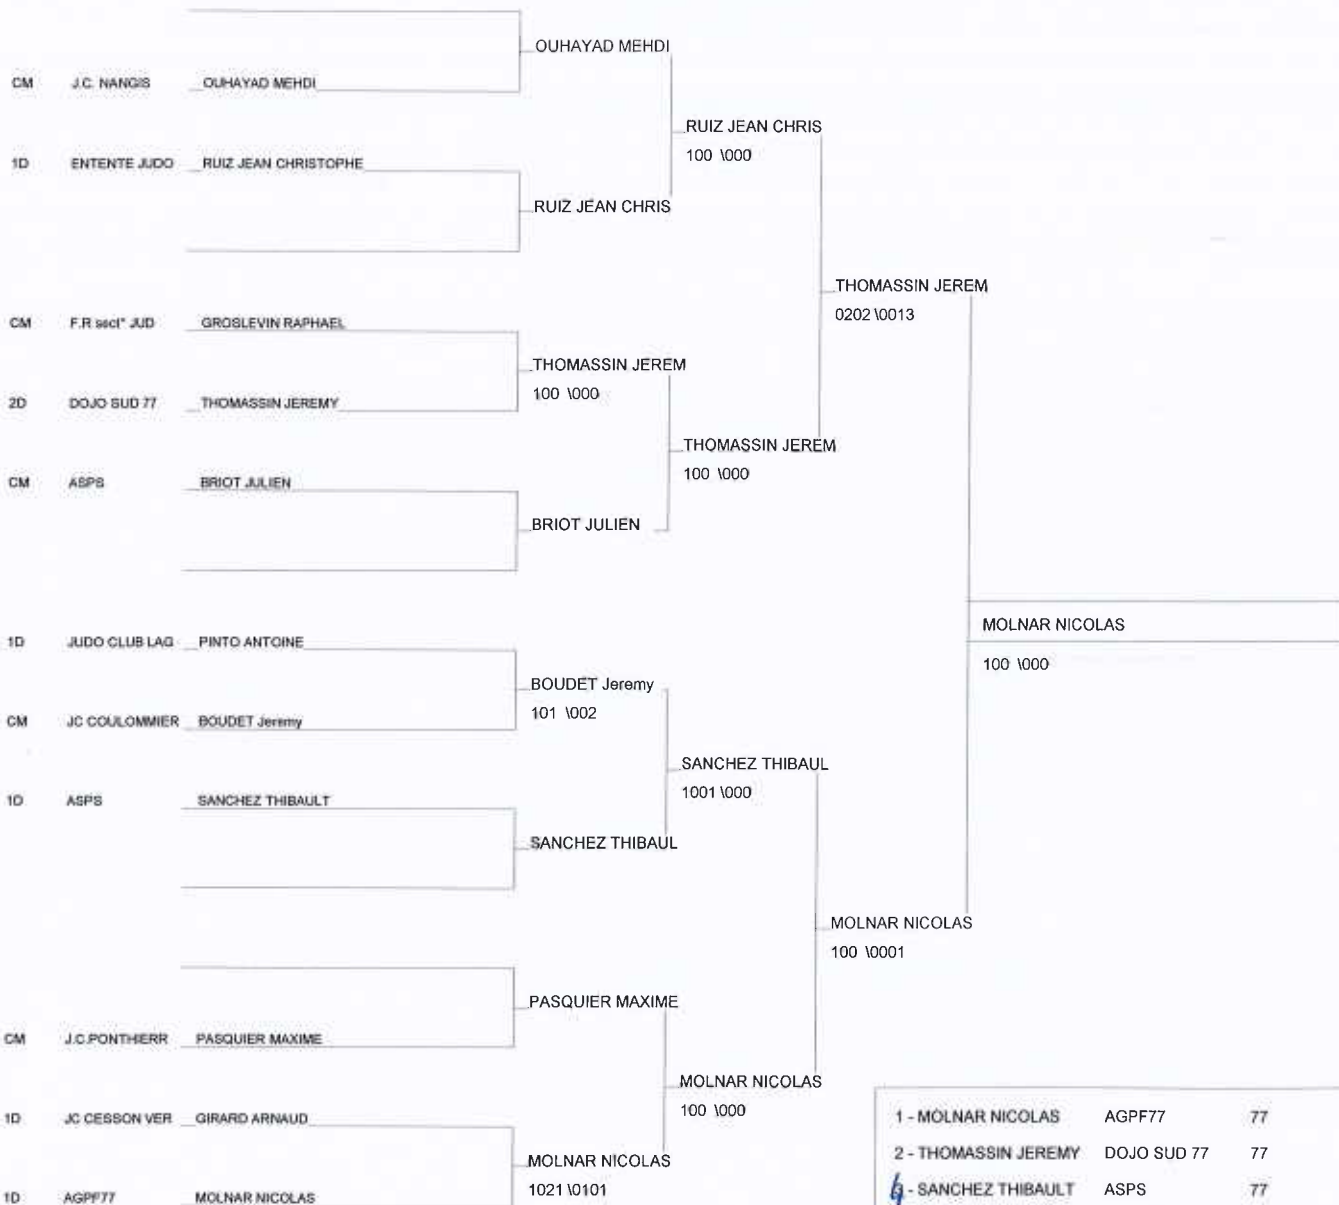 OUHAYAD MEHDI
CM J.C. NANGIS OUHAYAD MEHDI
RUIZ JEAN CHRIS
100 \000
1D ENTENTE JUDO RUIZ JEAN CHRISTOPHE
RUIZ JEAN CHRIS
THOMASSIN JEREM
0202 \0013
CM F.R sect° JUD GROSLEVIN RAPHAEL
THOMASSIN JEREM
100 \000
2D DOJO SUD 77 THOMASSIN JEREMY
THOMASSIN JEREM
100 \000
CM ASPS BRIOT JULIEN
BRIOT JULIEN
MOLNAR NICOLAS
100 \000
1D JUDO CLUB LAG PINTO ANTOINE
BOUDET Jeremy
101 \002
CM JC COULOMMIER BOUDET Jeremy
SANCHEZ THIBAUL
1001 \000
1D ASPS SANCHEZ THIBAULT
SANCHEZ THIBAUL
MOLNAR NICOLAS
100 \0001
PASQUIER MAXIME
CM J.C.PONTHIERR PASQUIER MAXIME
MOLNAR NICOLAS
100 \000
1D JC CESSON VER GIRARD ARNAUD
MOLNAR NICOLAS
1021 \0101
1D AGPF77 MOLNAR NICOLAS
1 - MOLNAR NICOLAS AGPF77 77
2 - THOMASSIN JEREMY DOJO SUD 77 77
4 - SANCHEZ THIBAULT ASPS 77